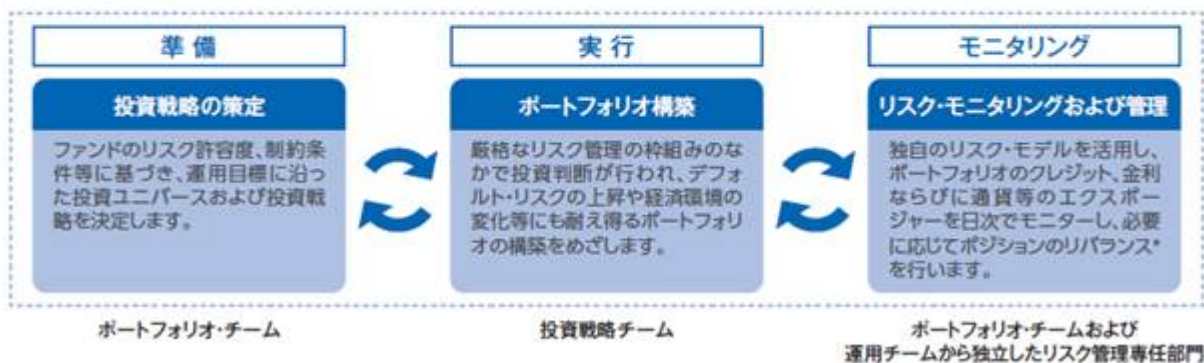 準備
投資戦略の策定
ファンドのリスク許容度、制約条
件等に基づき、運用目標に沿っ
た投資ユニバースおよび投資戦
略を決定します。
ポートフォリオ・チーム
実行
ポートフォリオ構築
厳格なリスク管理の枠組みのな
かで投資判断が行われ、デフォ
ルト・リスクの上昇や経済環境の
変化等にも耐え得るポートフォリ
オの構築をめざします。
投資戦略チーム
モニタリング
リスク・モニタリングおよび管理
独自のリスク・モデルを活用し、
ポートフォリオのクレジット、金利
ならびに通貨等のエクスポー
ジャーを日次でモニターし、必要
に応じてポジションのリバランス*
を行います。
ポートフォリオ・チームおよび
運用チームから独立したリスク管理専任部門